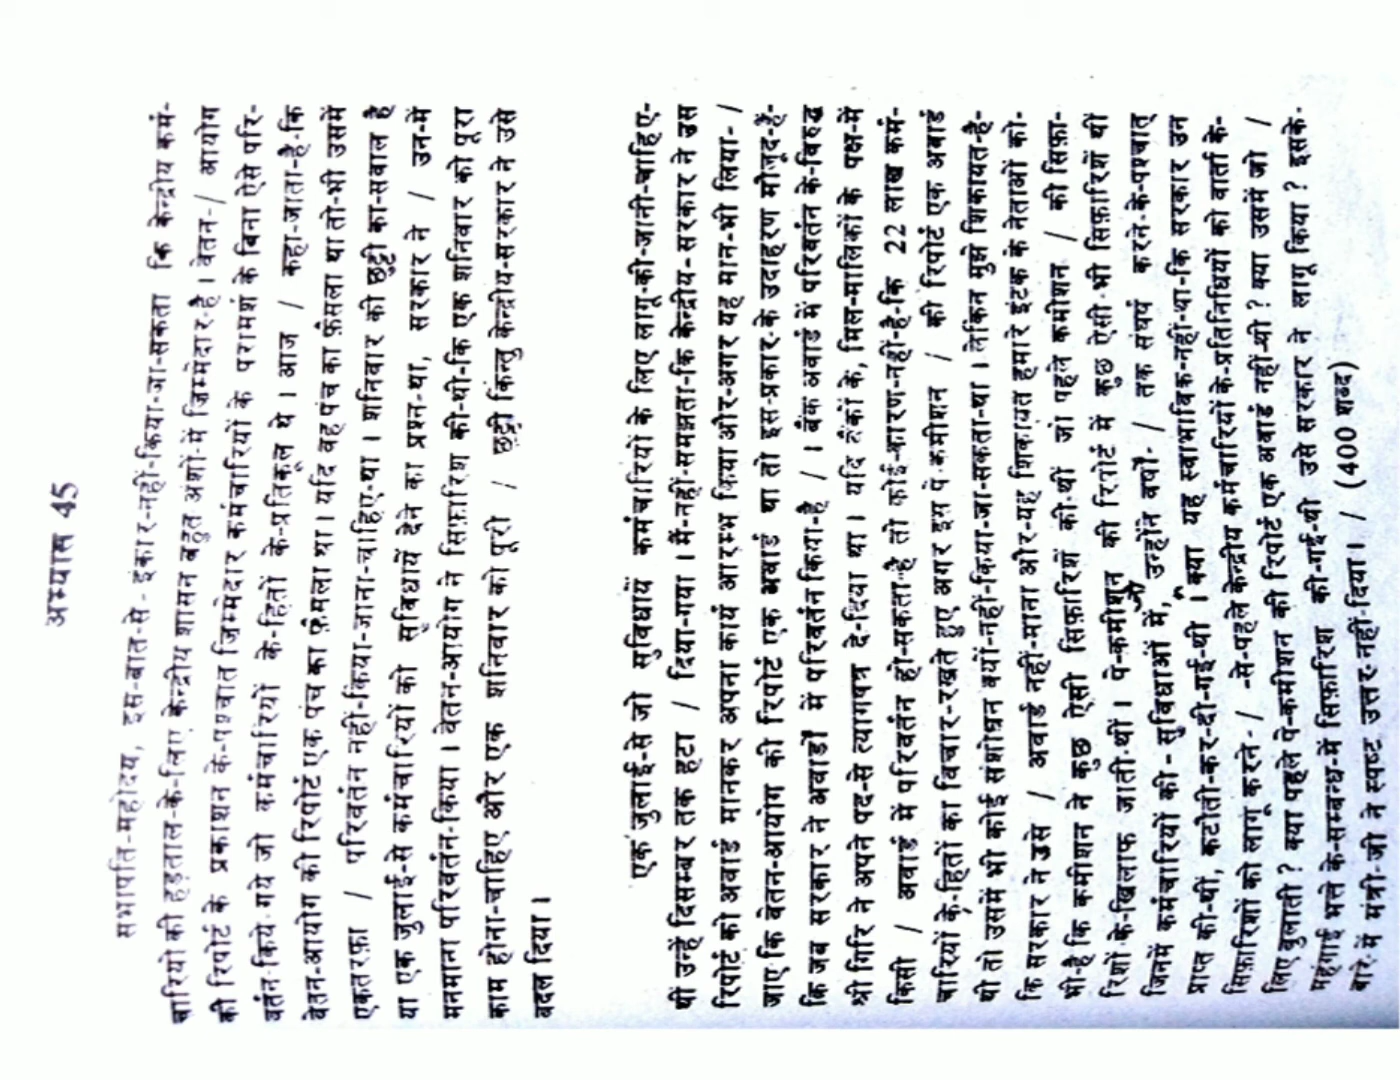 अभ्यास 45
सभापति-महोदय, इस-बात-से - इंकार-नहीं-किया-जा-सकता कि केन्द्रीय कर्म-
चारियों की हड़ताल-के-लिए केन्द्रीय शासन बहुत अंशों-में ज़िम्मेदार-है । वेतन- / आयोग
की रिपोर्ट के प्रकाशन के-पश्चात ज़िम्मेदार कर्मचारियों के परामर्श के बिना ऐसे परि-
वर्तन-किये गये जो कर्मचारियों के-हितों के-प्रतिकूल थे । आज / कहा-जाता-है-कि
वेतन-आयोग की रिपोर्ट एक पंच का फ़ैसला था । यदि वह पंच का फ़ैसला था तो-भी उसमें
एकतरफ़ा / परिवर्तन नहीं-किया-जाना-चाहिए-था । शनिवार की छुट्टी का-सवाल है
या एक जुलाई-से कर्मचारियों को सुविधायें देने का प्रश्न-था, सरकार ने / उन-में
मनमाना परिवर्तन-किया । वेतन-आयोग ने सिफ़ारिश की-थी-कि एक शनिवार को पूरा
काम होना-चाहिए और एक शनिवार को पूरी / छुट्टी किन्तु केन्द्रीय-सरकार ने उसे
बदल दिया ।
एक जुलाई-से जो सुविधायें कर्मचारियों के लिए लागू-की-जानी-चाहिए-
थीं उन्हें दिसम्बर तक हटा / दिया-गया । मैं-नहीं-समझता-कि केन्द्रीय-सरकार ने उस
रिपोर्ट को अवार्ड मानकर अपना कार्य आरम्भ किया और-अगर यह मान-भी लिया- /
जाए-कि वेतन-आयोग की रिपोर्ट एक अवार्ड था तो इस-प्रकार-के उदाहरण मौजूद-हैं-
कि जब सरकार ने अवार्डों में परिवर्तन किया-है / । बैंक अवार्ड में परिवर्तन के-विरुद्ध
श्री गिरि ने अपने पद-से त्यागपत्र दे-दिया था । यदि बैंकों के, मिल-मालिकों के पक्ष-में
किसी / अवार्ड में परिवर्तन हो-सकता-है तो कोई-कारण-नहीं-है-कि 22 लाख कर्म-
चारियों के-हितों का विचार-रखते हुए अगर इस पे-कमीशन / की रिपोर्ट एक अवार्ड
थी तो उसमें भी कोई संशोधन क्यों-नहीं-किया-जा-सकता-था । लेकिन मुझे शिकायत-है-
कि सरकार ने उसे / अवार्ड नहीं-माना और-यह शिकायत हमारे इंटक के नेताओं को-
भी-है कि कमीशन ने कुछ ऐसी सिफ़ारिशें की-थीं जो पहले कमीशन / की सिफ़ा-
रिशों के-खिलाफ जाती-थीं । पे-कमीशन की रिपोर्ट में कुछ ऐसी-भी सिफ़ारिशें थीं
जिनमें कर्मचारियों की - सुविधाओं में, जो उन्होंने वर्षों- / तक संघर्ष करने-के-पश्चात्
प्राप्त की-थीं, कटौती-कर-दी-गई-थी । क्या यह स्वाभाविक-नहीं-था-कि सरकार उन
सिफ़ारिशों को लागू करने - / -से-पहले केन्द्रीय कर्मचारियों के-प्रतिनिधियों को वार्ता के-
लिए बुलाती ? क्या पहले पे-कमीशन की रिपोर्ट एक अवार्ड नहीं-थी ? क्या उसमें जो /
महंगाई भत्ते के-सम्बन्ध-में सिफ़ारिश की-गई-थी उसे सरकार ने लागू किया ? इसके-
बारे-में मंत्री-जी ने स्पष्ट उत्तर-नहीं-दिया । / (400 शब्द)